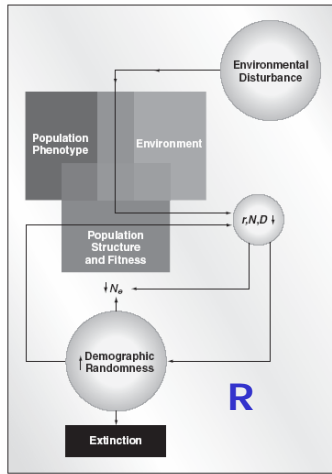 Environmental
Disturbance
Population
Phenotype
Environment
r,N,D ↓
Population
Structure
and Fitness
↓ Ne
↑ Demographic
Randomness
R
Extinction